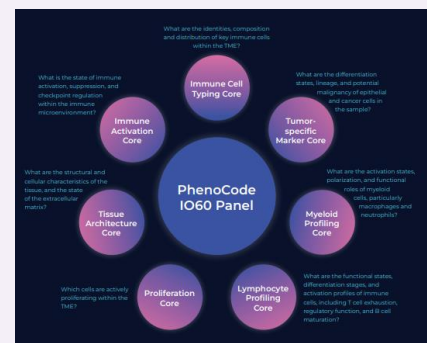 What are the identities, composition
and distribution of key immune cells
within the TME?
Immune Cell
Typing Core
What are the differentiation
states, lineage, and potential
malignancy of epithelial
and cancer cells in
the sample?
Tumor-
specific
Marker Core
What are the activation states,
polarization, and functional
roles of myeloid
cells, particularly
macrophages and
neutrophils?
Myeloid
Profiling
Core
What are the functional states,
differentiation stages, and
activation profiles of immune
cells, including T cell exhaustion,
regulatory function, and B cell
maturation?
Lymphocyte
Profiling
Core
Proliferation
Core
Which cells are actively
proliferating within the
TME?
Tissue
Architecture
Core
What are the structural and
cellular characteristics of the
tissue, and the state
of the extracellular
matrix?
Immune
Activation
Core
What is the state of immune
activation, suppression, and
checkpoint regulation
within the immune
microenvironment?
PhenoCode
IO60 Panel